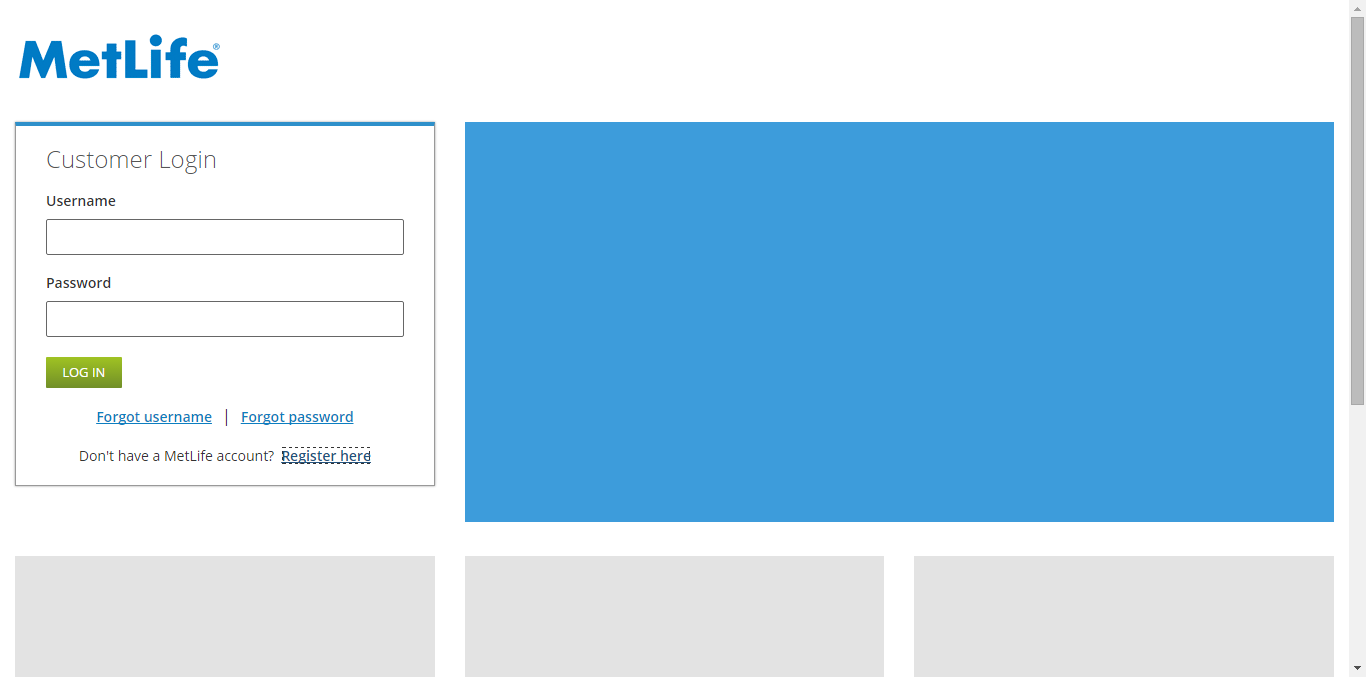 MetLife®
Customer Login
Username
Password
LOG IN
Forgot username | Forgot password
Don't have a MetLife account? Register here